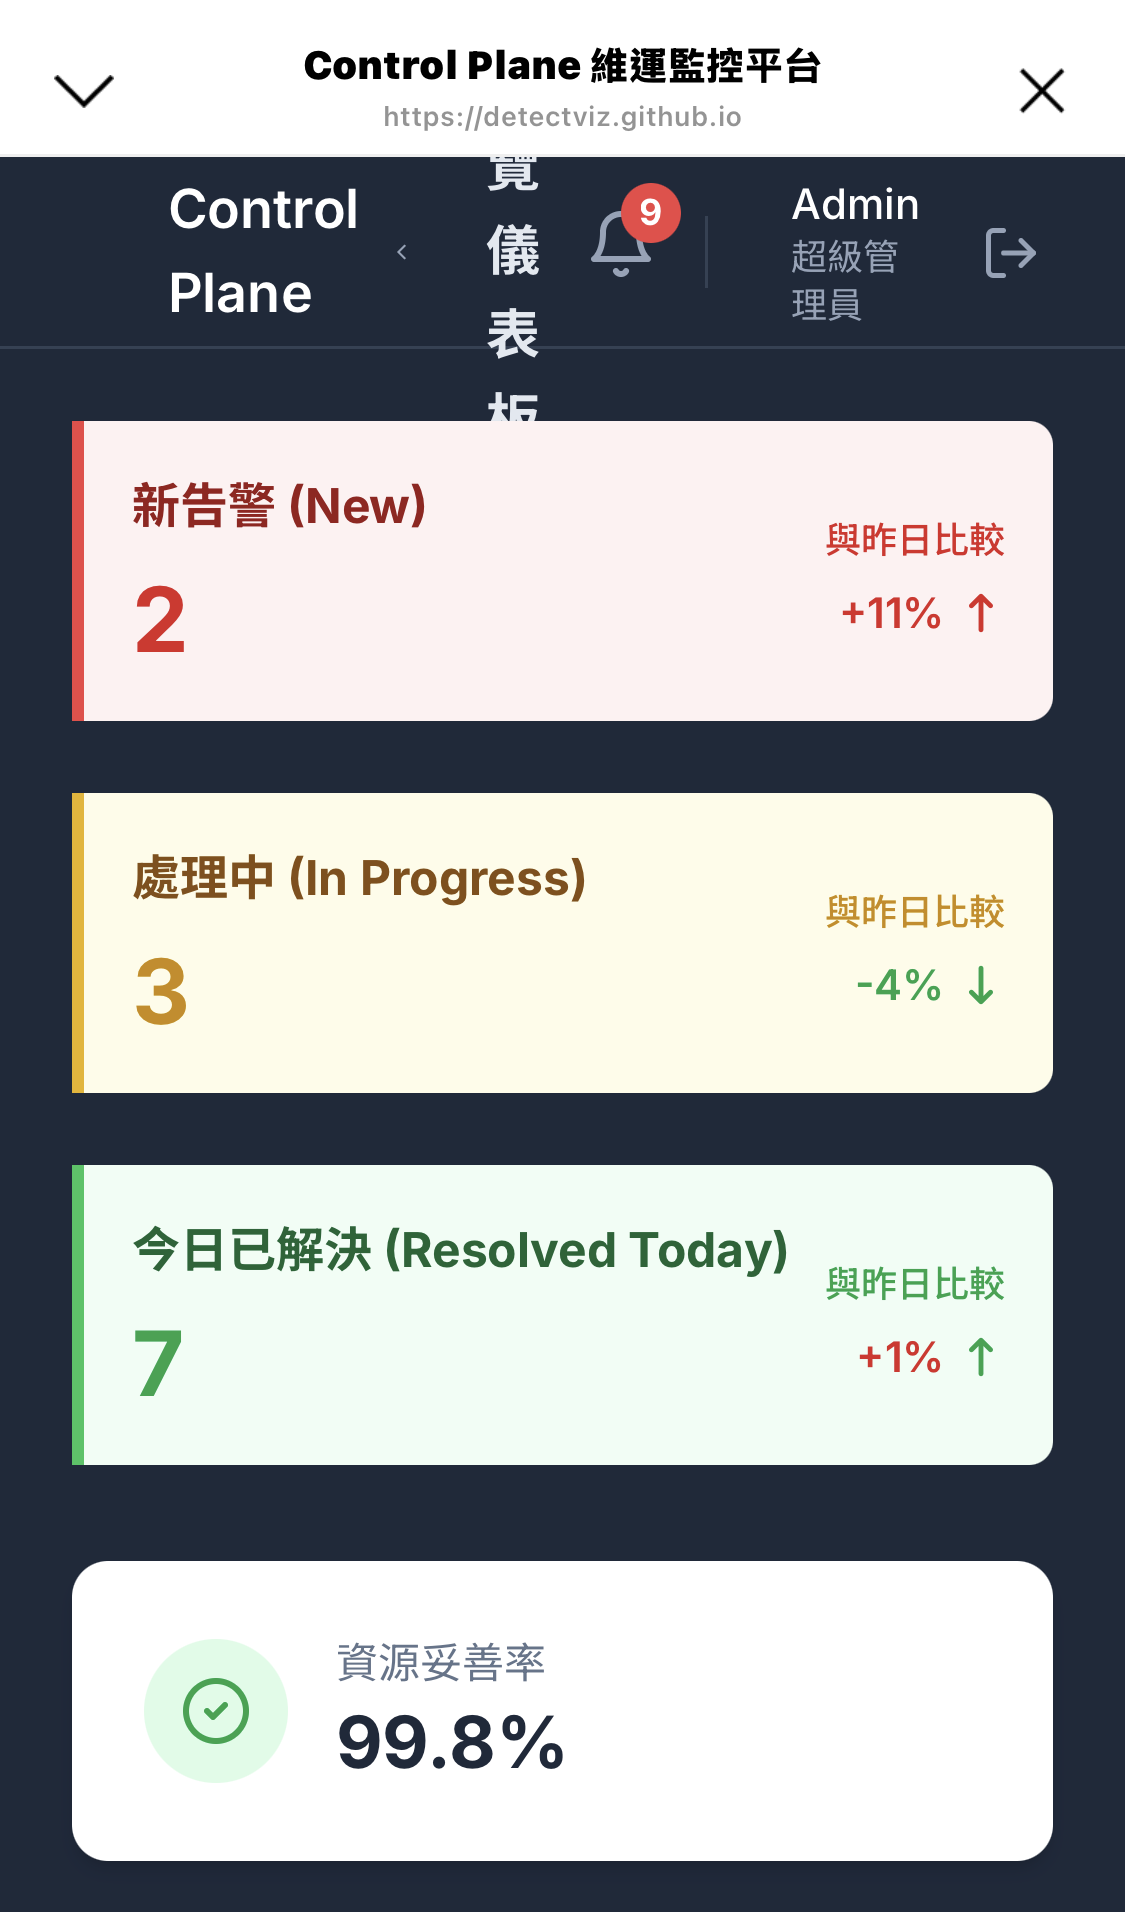 Control Plane 維運監控平台
https://detectviz.github.io
Control
Plane
覽
儀
表
板
9
Admin
超級管
理員
新告警 (New)
2
與昨日比較
+11% ↑
處理中 (In Progress)
3
與昨日比較
-4% ↓
今日已解決 (Resolved Today)
7
與昨日比較
+1% ↑
資源妥善率
99.8%